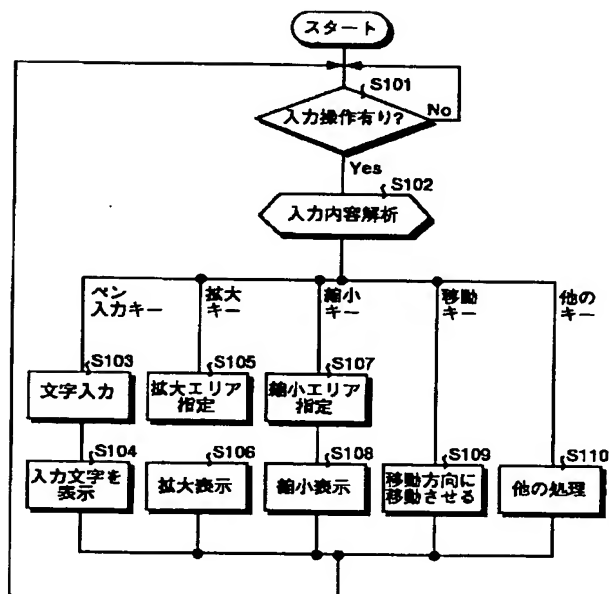 スタート
S101
入力操作有り?
No
Yes
S102
入力内容解析
ペン
入力キー
拡大
キー
縮小
キー
移動
キー
他の
キー
S103
文字入力
S105
拡大エリア
指定
S107
縮小エリア
指定
S104
入力文字を
表示
S106
拡大表示
S108
縮小表示
S109
移動方向に
移動させる
S110
他の処理